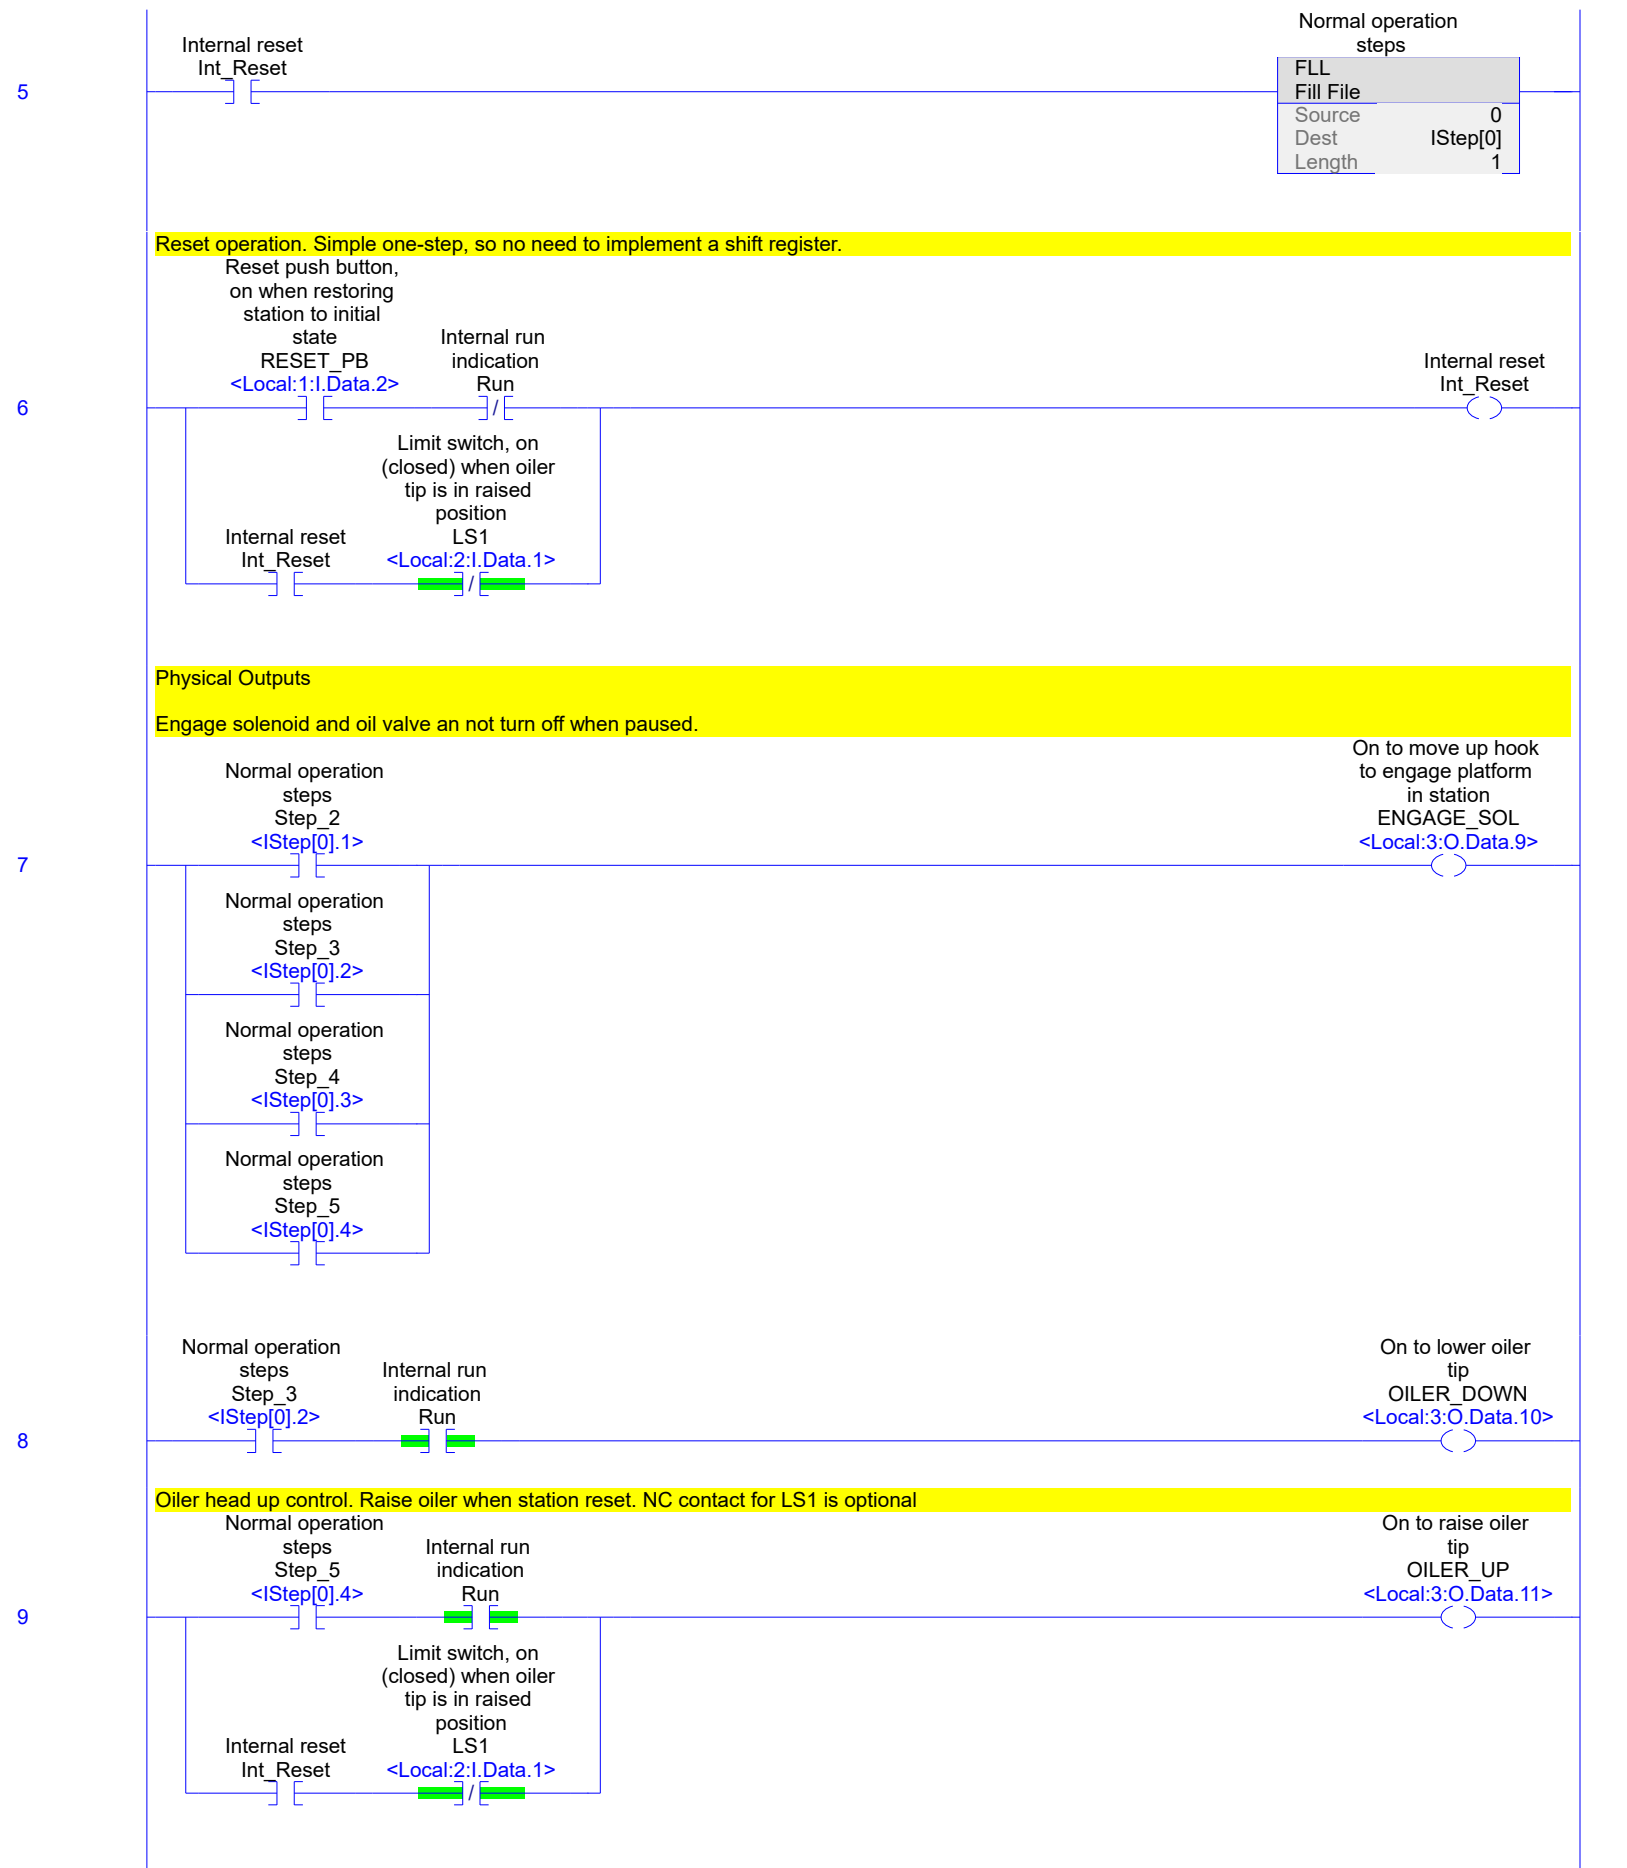 Internal reset
Int_Reset
Normal operation
steps
5
FLL
Fill File
Source 0
Dest IStep[0]
Length 1
Reset operation. Simple one-step, so no need to implement a shift register.
Reset push button,
on when restoring
station to initial
state
RESET_PB
<Local:1:I.Data.2>
Internal run
indication
Run
Internal reset
Int_Reset
6
/
Limit switch, on
(closed) when oiler
tip is in raised
position
LS1
<Local:2:I.Data.1>
Internal reset
Int_Reset
/
Physical Outputs
Engage solenoid and oil valve an not turn off when paused.
Normal operation
steps
Step_2
<IStep[0].1>
On to move up hook
to engage platform
in station
ENGAGE_SOL
<Local:3:O.Data.9>
7
Normal operation
steps
Step_3
<IStep[0].2>
Normal operation
steps
Step_4
<IStep[0].3>
Normal operation
steps
Step_5
<IStep[0].4>
Normal operation
steps
Step_3
<IStep[0].2>
Internal run
indication
Run
On to lower oiler
tip
OILER_DOWN
<Local:3:O.Data.10>
8
Oiler head up control. Raise oiler when station reset. NC contact for LS1 is optional
Normal operation
steps
Step_5
<IStep[0].4>
Internal run
indication
Run
On to raise oiler
tip
OILER_UP
<Local:3:O.Data.11>
9
Limit switch, on
(closed) when oiler
tip is in raised
position
LS1
<Local:2:I.Data.1>
Internal reset
Int_Reset
/